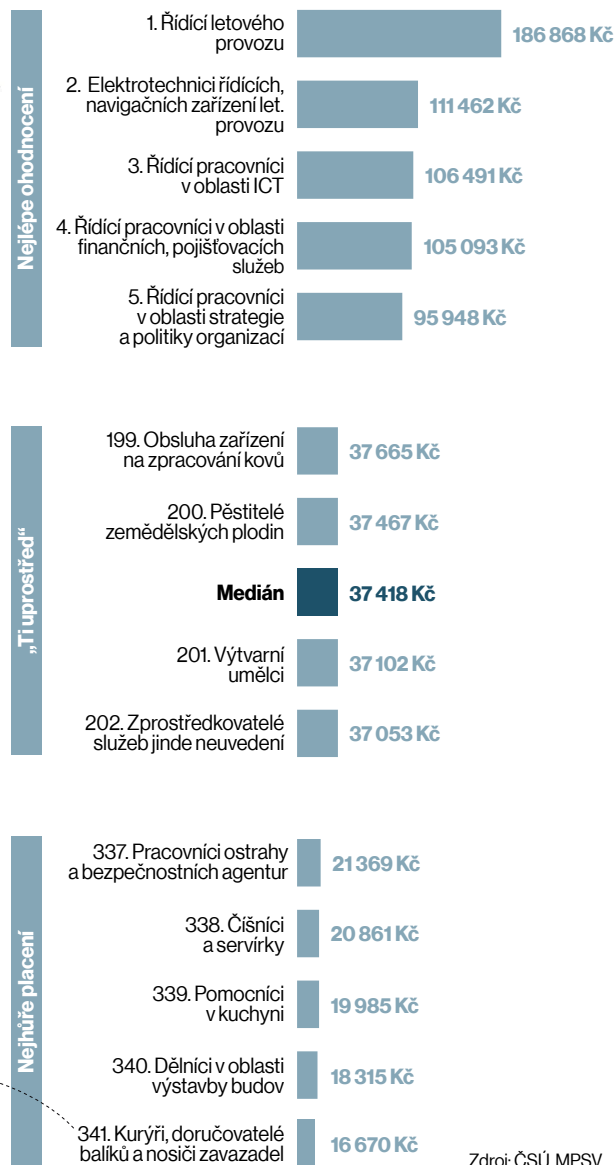 Nejlépe ohodnocení
1. Řídící letového
provozu
186 868 Kč
2. Elektrotechnici řídících,
navigačních zařízení let.
provozu
111 462 Kč
3. Řídící pracovníci
v oblasti ICT
106 491 Kč
4. Řídící pracovníci v oblasti
finančních, pojišťovacích
služeb
105 093 Kč
5. Řídící pracovníci
v oblasti strategie
a politiky organizací
95 948 Kč
„Ti uprostřed“
199. Obsluha zařízení
na zpracování kovů
37 665 Kč
200. Pěstitelé
zemědělských plodin
37 467 Kč
Medián
37 418 Kč
201. Výtvarní
umělci
37 102 Kč
202. Zprostředkovatelé
služeb jinde neuvedení
37 053 Kč
Nejhůře placení
337. Pracovníci ostrahy
a bezpečnostních agentur
21 369 Kč
338. Číšníci
a servírky
20 861 Kč
339. Pomocníci
v kuchyni
19 985 Kč
340. Dělníci v oblasti
výstavby budov
18 315 Kč
341. Kurýři, doručovatelé
balíků a nosiči zavazadel
16 670 Kč
Zdroj: ČSÚ, MPSV